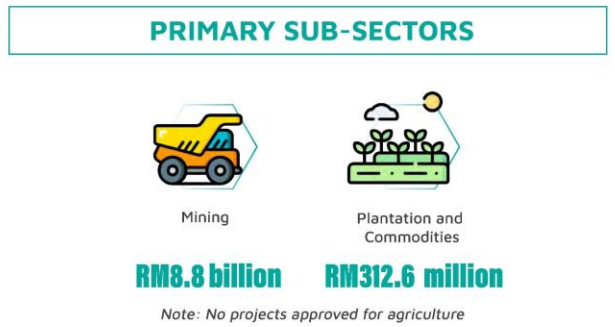 PRIMARY SUB-SECTORS
Mining
Plantation and
Commodities
RM8.8 billion
RM312.6 million
Note: No projects approved for agriculture